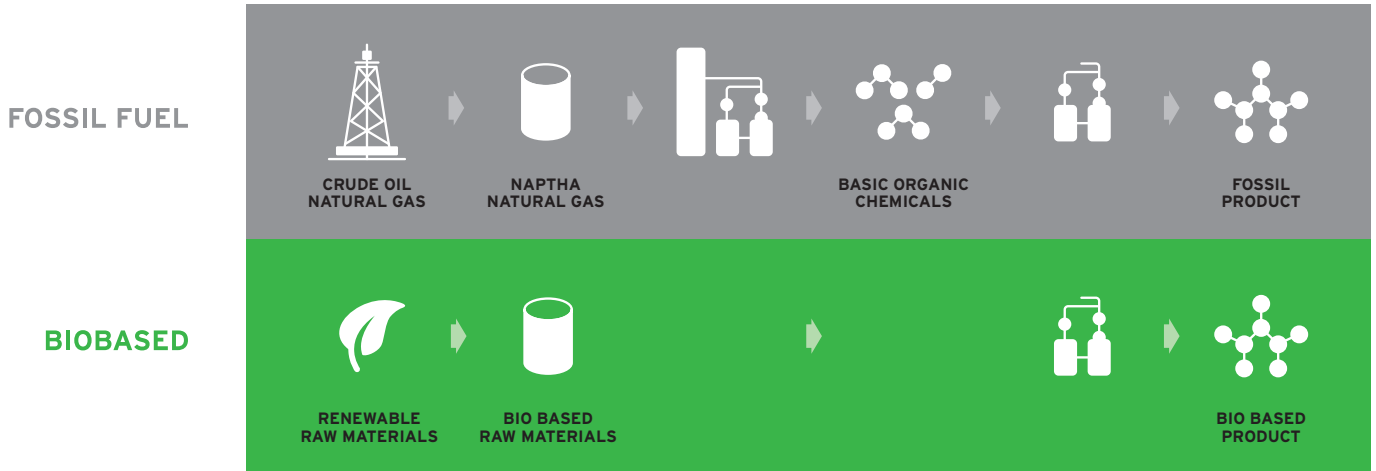 FOSSIL FUEL
CRUDE OIL
NATURAL GAS
NAPTHA
NATURAL GAS
BASIC ORGANIC
CHEMICALS
FOSSIL
PRODUCT
BIOBASED
RENEWABLE
RAW MATERIALS
BIO BASED
RAW MATERIALS
BIO BASED
PRODUCT